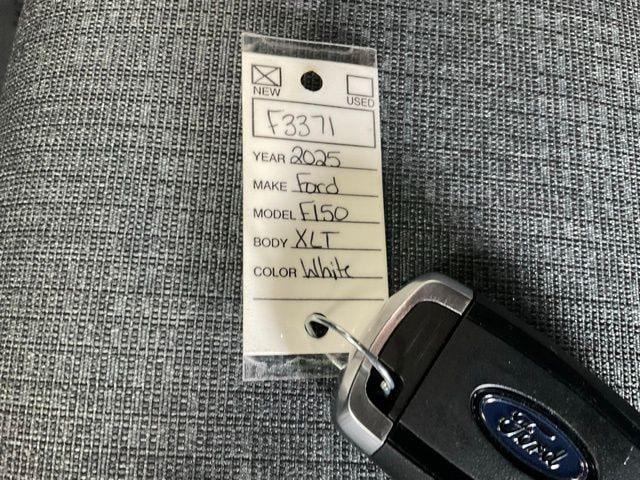 NEW USED
F3371
YEAR 2025
MAKE Ford
MODEL F150
BODY XLT
COLOR White
Ford